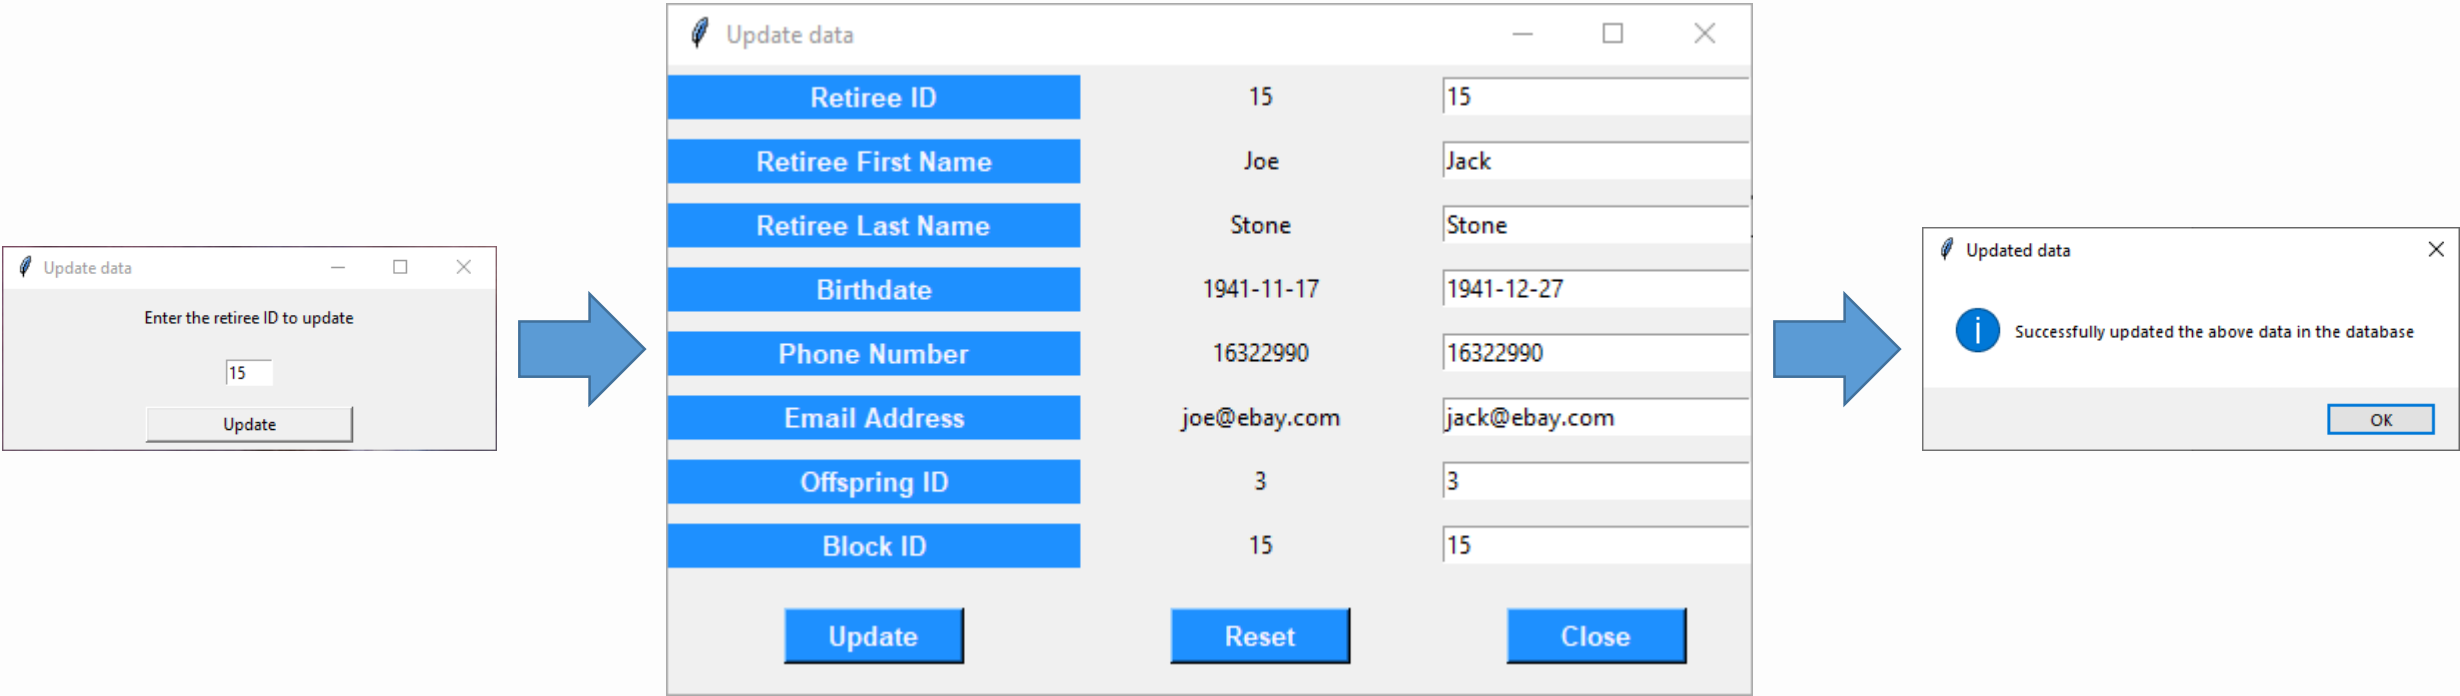 Update data
Enter the retiree ID to update
15
Update
Update data
Retiree ID 15 15
Retiree First Name Joe Jack
Retiree Last Name Stone Stone
Birthdate 1941-11-17 1941-12-27
Phone Number 16322990 16322990
Email Address joe@ebay.com jack@ebay.com
Offspring ID 3 3
Block ID 15 15
Update Reset Close
Updated data
Successfully updated the above data in the database
OK